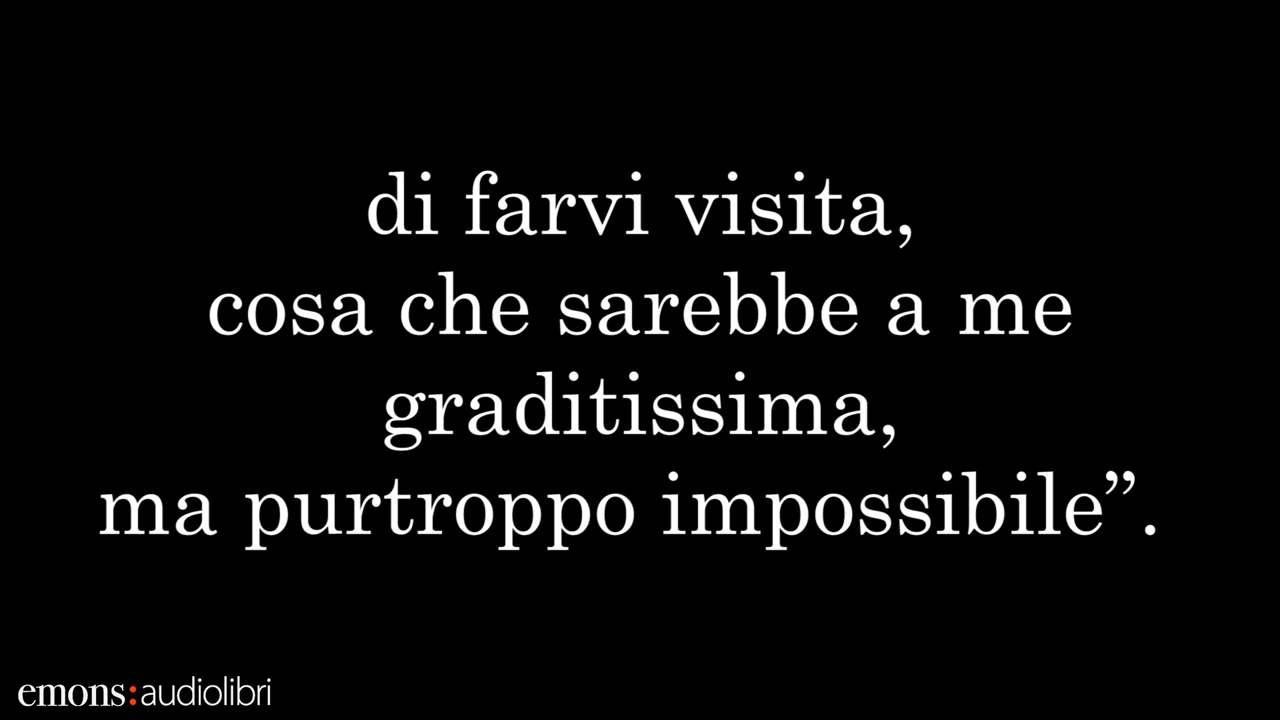 di farvi visita,
cosa che sarebbe a me
graditissima,
ma purtroppo impossibile”.
emons:audiolibri